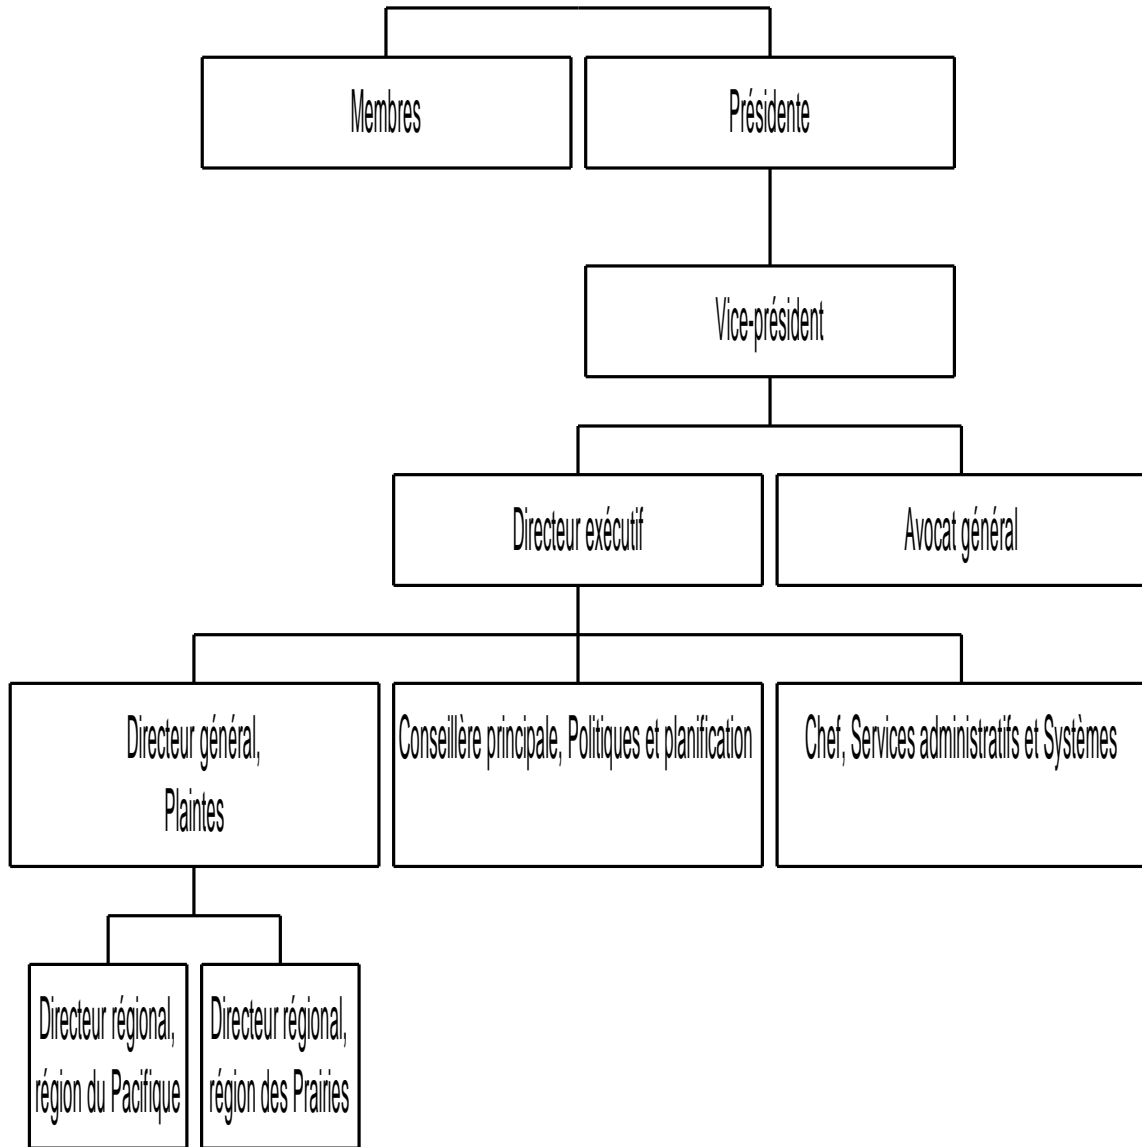 Membres
Présidente
Vice-président
Directeur exécutif
Avocat général
Directeur général,
Plaintes
Conseillère principale, Politiques et planification
Chef, Services administratifs et Systèmes
Directeur régional,
région du Pacifique
Directeur régional,
région des Prairies